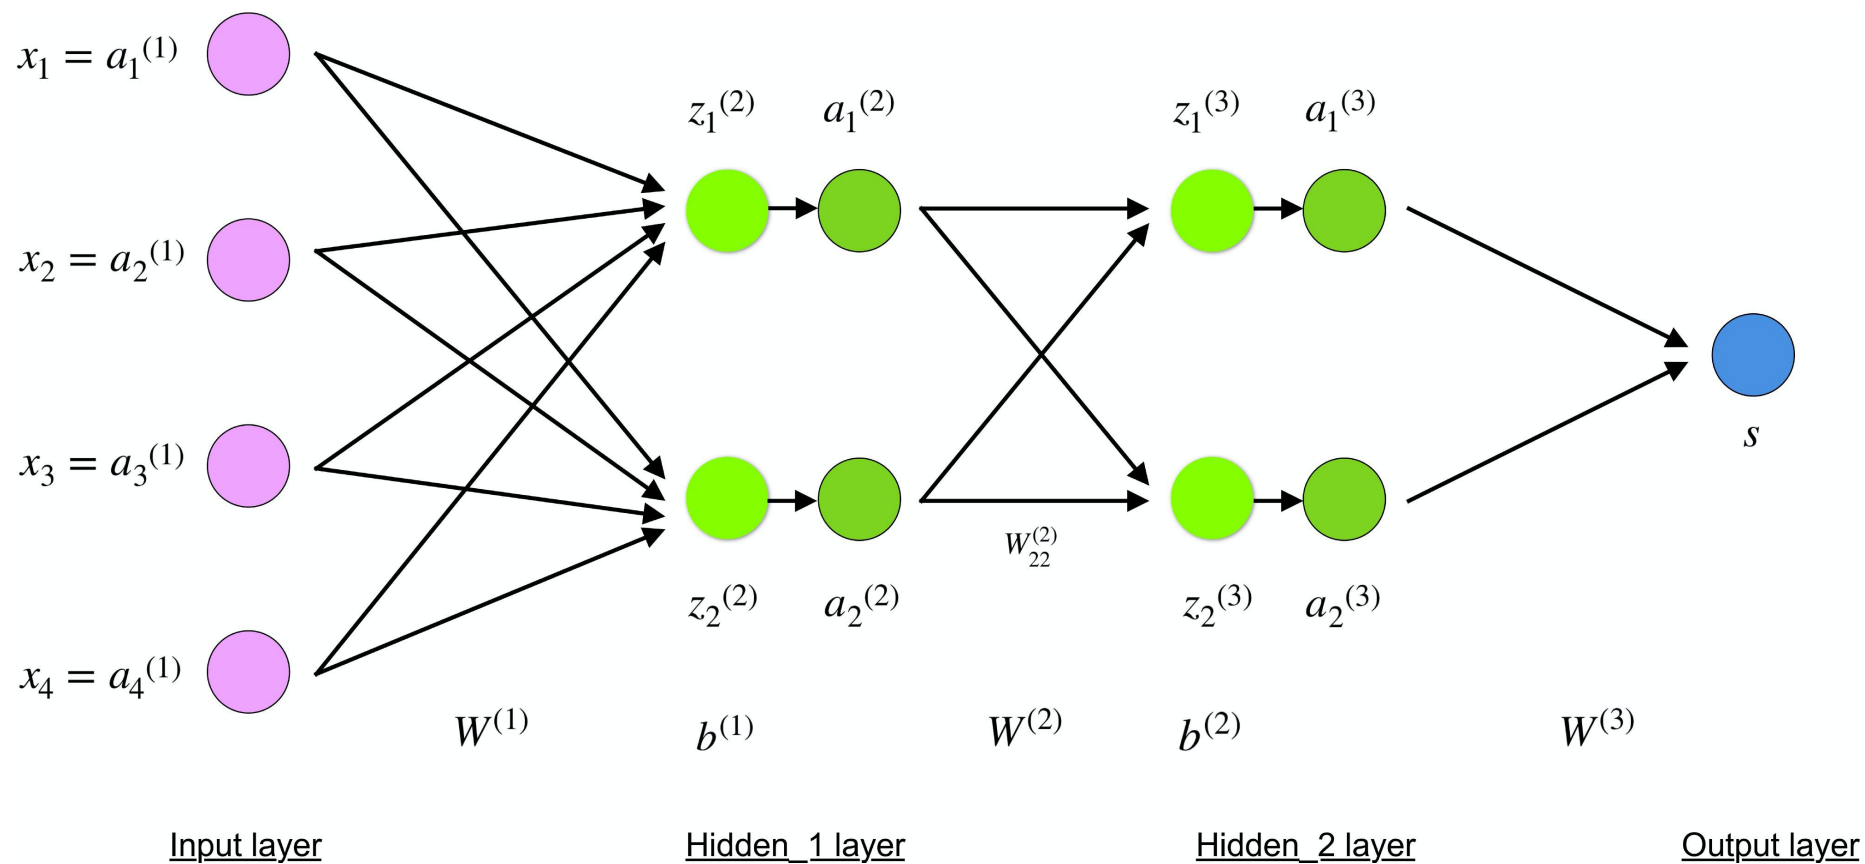 x₁ = a₁⁽¹⁾
z₁⁽²⁾ a₁⁽²⁾ z₁⁽³⁾ a₁⁽³⁾
x₂ = a₂⁽¹⁾
x₃ = a₃⁽¹⁾
s
W₂₂⁽²⁾
z₂⁽²⁾ a₂⁽²⁾ z₂⁽³⁾ a₂⁽³⁾
x₄ = a₄⁽¹⁾
W⁽¹⁾ b⁽¹⁾ W⁽²⁾ b⁽²⁾ W⁽³⁾
Input layer Hidden_1 layer Hidden_2 layer Output layer